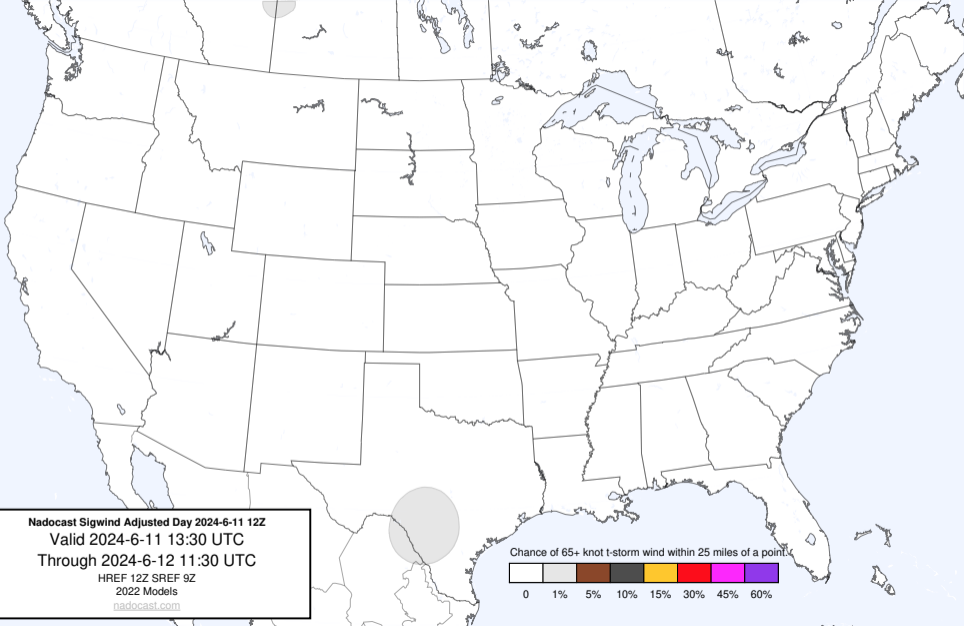 Nadocast Sigwind Adjusted Day 2024-6-11 12Z
Valid 2024-6-11 13:30 UTC
Through 2024-6-12 11:30 UTC
HREF 12Z SREF 9Z
2022 Models
nadocast.com
Chance of 65+ knot t-storm wind within 25 miles of a point.
0 1% 5% 10% 15% 30% 45% 60%